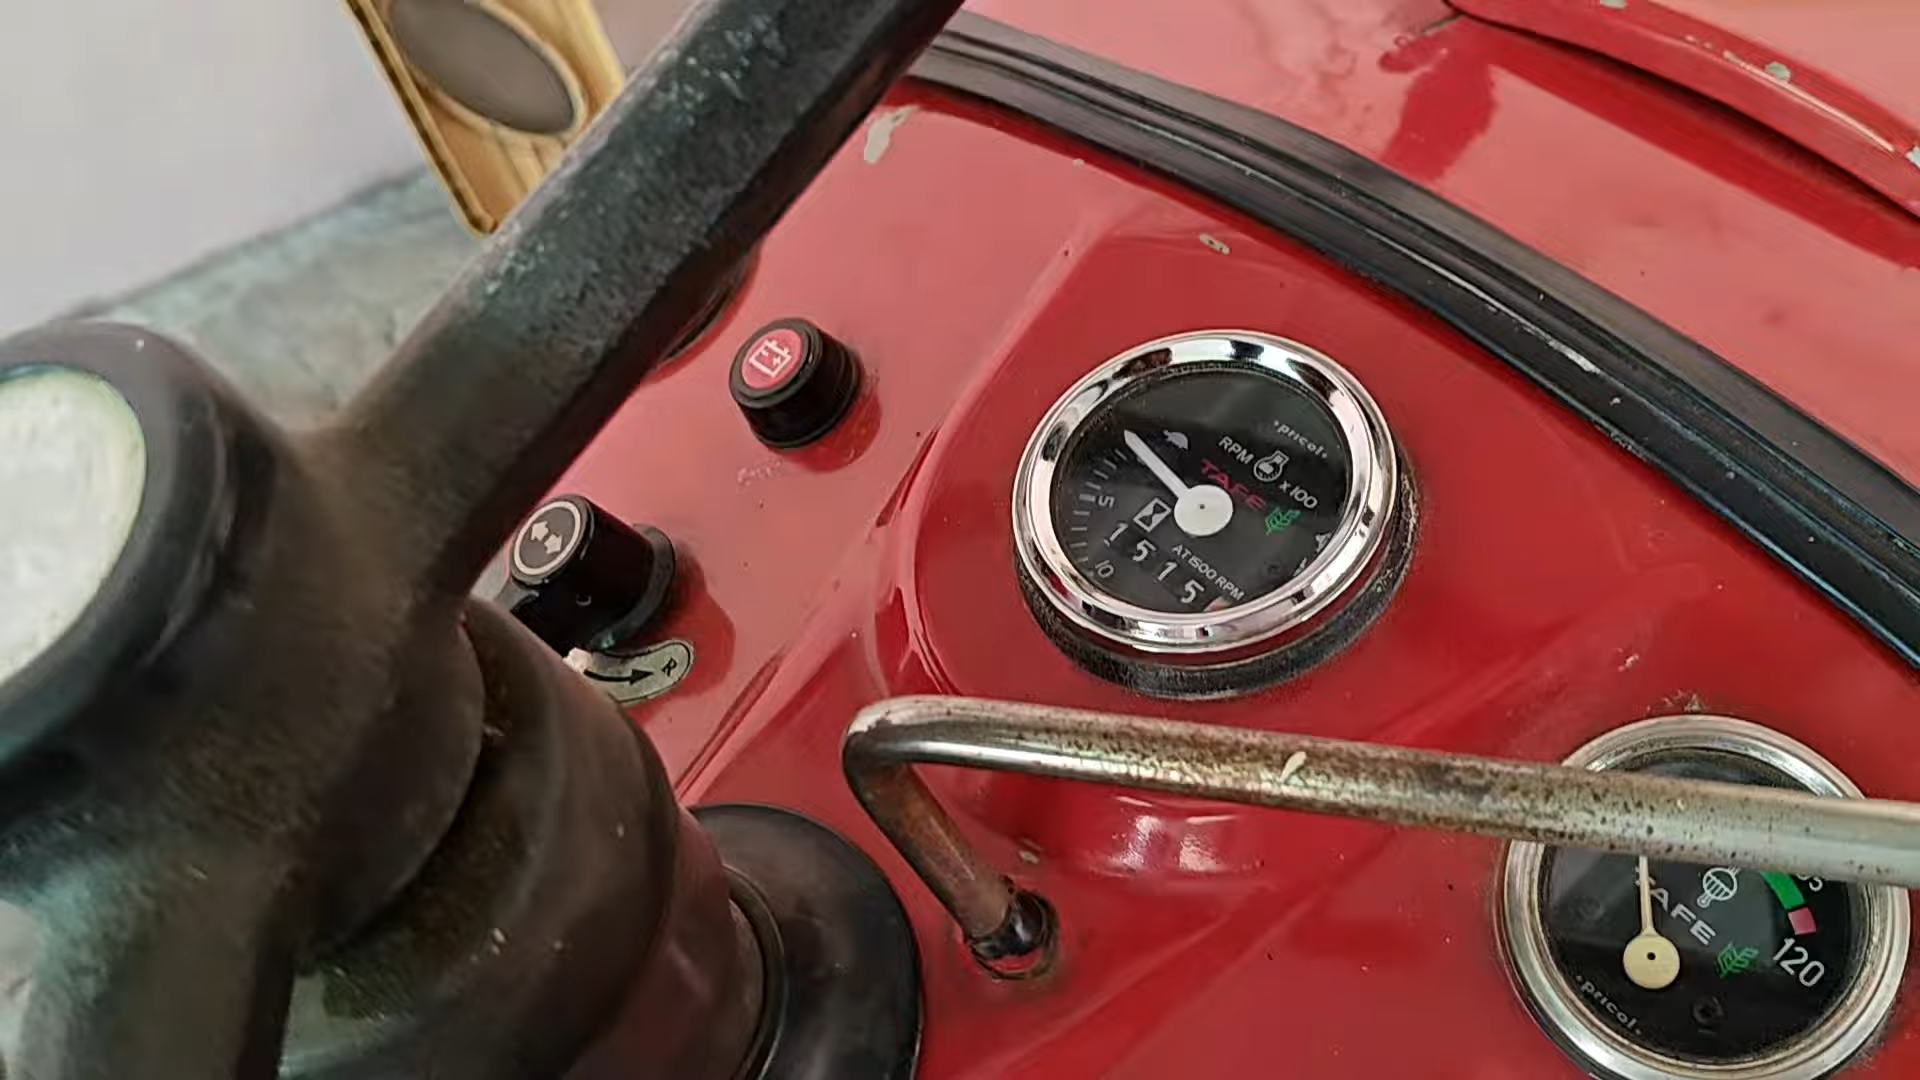 pricol
RPM x100
TAFE
5
AT 1500 RPM
1515
10
R
TAFE
120
pricol